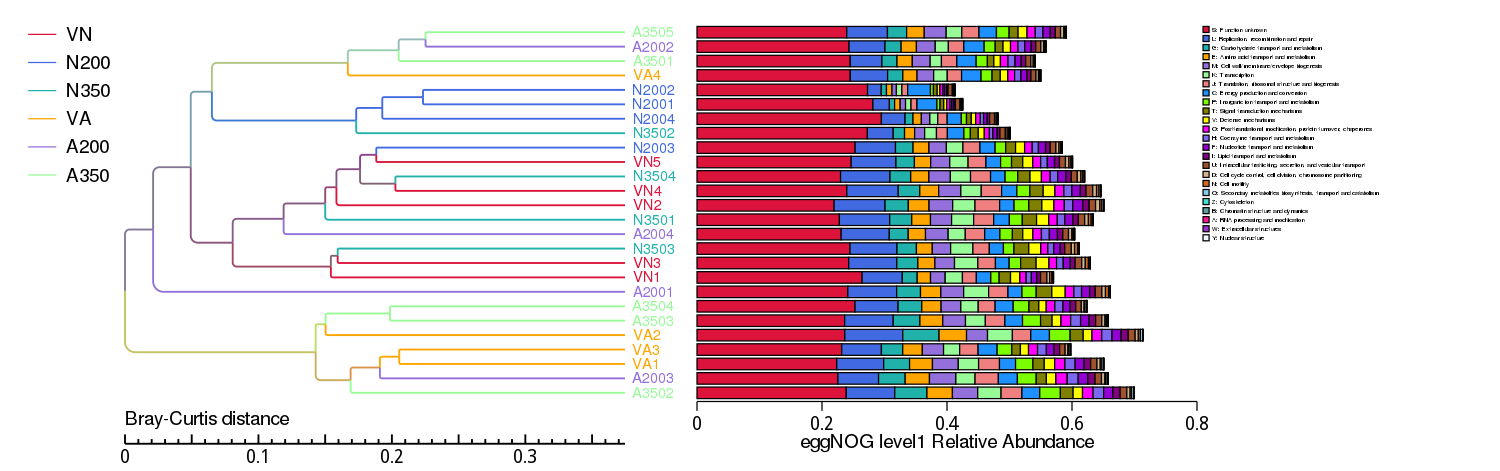 VN
N200
N350
VA
A200
A350
A3505
A2002
A3501
VA4
N2002
N2001
N2004
N3502
N2003
VN5
N3504
VN4
VN2
N3501
A2004
N3503
VN3
VN1
A2001
A3504
A3503
VA2
VA3
VA1
A2003
A3502
Bray-Curtis distance
0 0.1 0.2 0.3
0 0.2 0.4 0.6 0.8
eggNOG level1 Relative Abundance
S: Function unknown
L: Replication, recombination and repair
G: Carbohydrate transport and metabolism
E: Amino acid transport and metabolism
M: Cell wall/membrane/envelope biogenesis
K: Transcription
J: Translation, ribosomal structure and biogenesis
C: Energy production and conversion
P: Inorganic ion transport and metabolism
T: Signal transduction mechanisms
V: Defense mechanisms
O: Posttranslational modification, protein turnover, chaperones
H: Coenzyme transport and metabolism
F: Nucleotide transport and metabolism
I: Lipid transport and metabolism
U: Intracellular trafficking, secretion, and vesicular transport
D: Cell cycle control, cell division, chromosome partitioning
N: Cell motility
Q: Secondary metabolites biosynthesis, transport and catabolism
Z: Cytoskeleton
B: Chromatin structure and dynamics
A: RNA processing and modification
W: Extracellular structures
Y: Nuclear structure